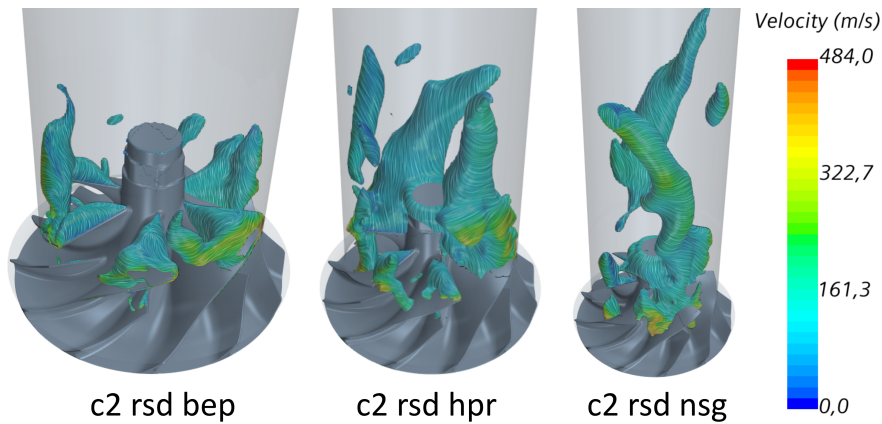 Velocity (m/s)
484,0
322,7
161,3
0,0
c2 rsd bep
c2 rsd hpr
c2 rsd nsg